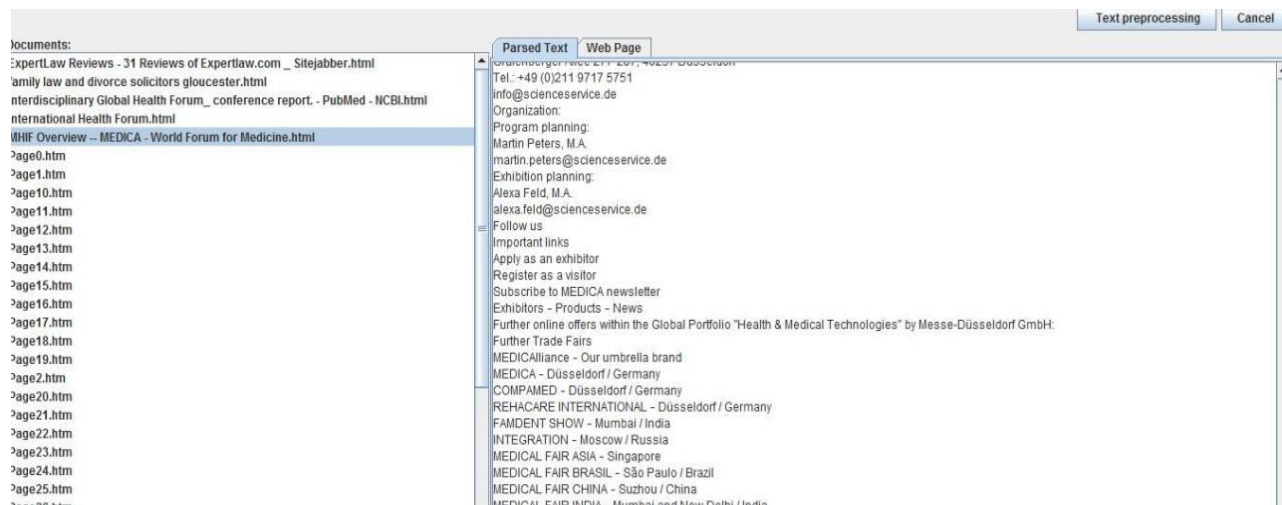 Text preprocessing
Cancel
Documents:
ExpertLaw Reviews - 31 Reviews of Expertlaw.com _ Sitejabber.html
family law and divorce solicitors gloucester.html
nterdisciplinary Global Health Forum_ conference report. - PubMed - NCBI.html
nternational Health Forum.html
MHIF Overview -- MEDICA - World Forum for Medicine.html
Page0.htm
Page1.htm
Page10.htm
Page11.htm
Page12.htm
Page13.htm
Page14.htm
Page15.htm
Page16.htm
Page17.htm
Page18.htm
Page19.htm
Page2.htm
Page20.htm
Page21.htm
Page22.htm
Page23.htm
Page24.htm
Page25.htm
Parsed Text
Web Page
Tel.: +49 (0)211 9717 5751
info@scienceservice.de
Organization:
Program planning:
Martin Peters, M.A.
martin.peters@scienceservice.de
Exhibition planning:
Alexa Feld, M.A.
alexa.feld@scienceservice.de
Follow us
Important links
Apply as an exhibitor
Register as a visitor
Subscribe to MEDICA newsletter
Exhibitors - Products - News
Further online offers within the Global Portfolio "Health & Medical Technologies" by Messe-Düsseldorf GmbH:
Further Trade Fairs
MEDICAlliance - Our umbrella brand
MEDICA - Düsseldorf / Germany
COMPAMED - Düsseldorf / Germany
REHACARE INTERNATIONAL - Düsseldorf / Germany
FAMDENT SHOW - Mumbai / India
INTEGRATION - Moscow / Russia
MEDICAL FAIR ASIA - Singapore
MEDICAL FAIR BRASIL - São Paulo / Brazil
MEDICAL FAIR CHINA - Suzhou / China
MEDICAL FAIR INDIA - Mumbai and New Delhi / India